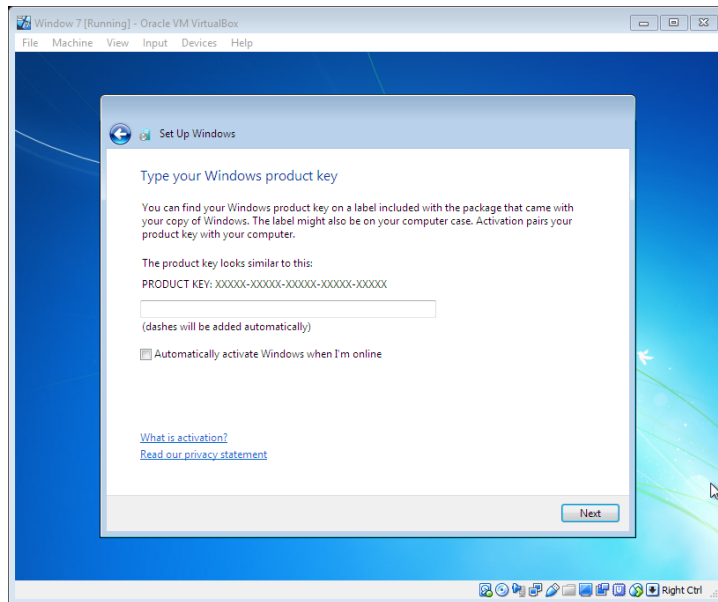 Window 7 [Running] - Oracle VM VirtualBox
File Machine View Input Devices Help
Set Up Windows
Type your Windows product key
You can find your Windows product key on a label included with the package that came with
your copy of Windows. The label might also be on your computer case. Activation pairs your
product key with your computer.
The product key looks similar to this:
PRODUCT KEY: XXXXX-XXXXX-XXXXX-XXXXX-XXXXX
(dashes will be added automatically)
Automatically activate Windows when I'm online
What is activation?
Read our privacy statement
Next
Right Ctrl